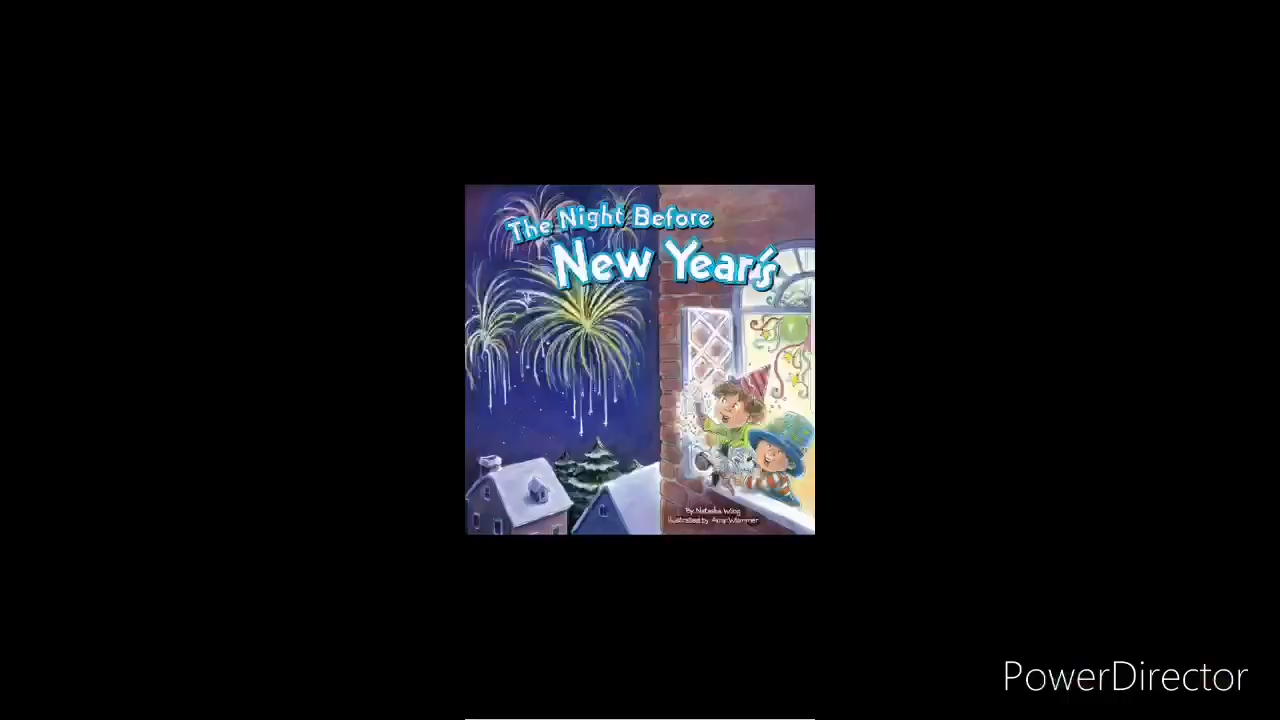 The Night Before
New Year's
By Natasha Wing
Illustrated by Amy Wummer
PowerDirector